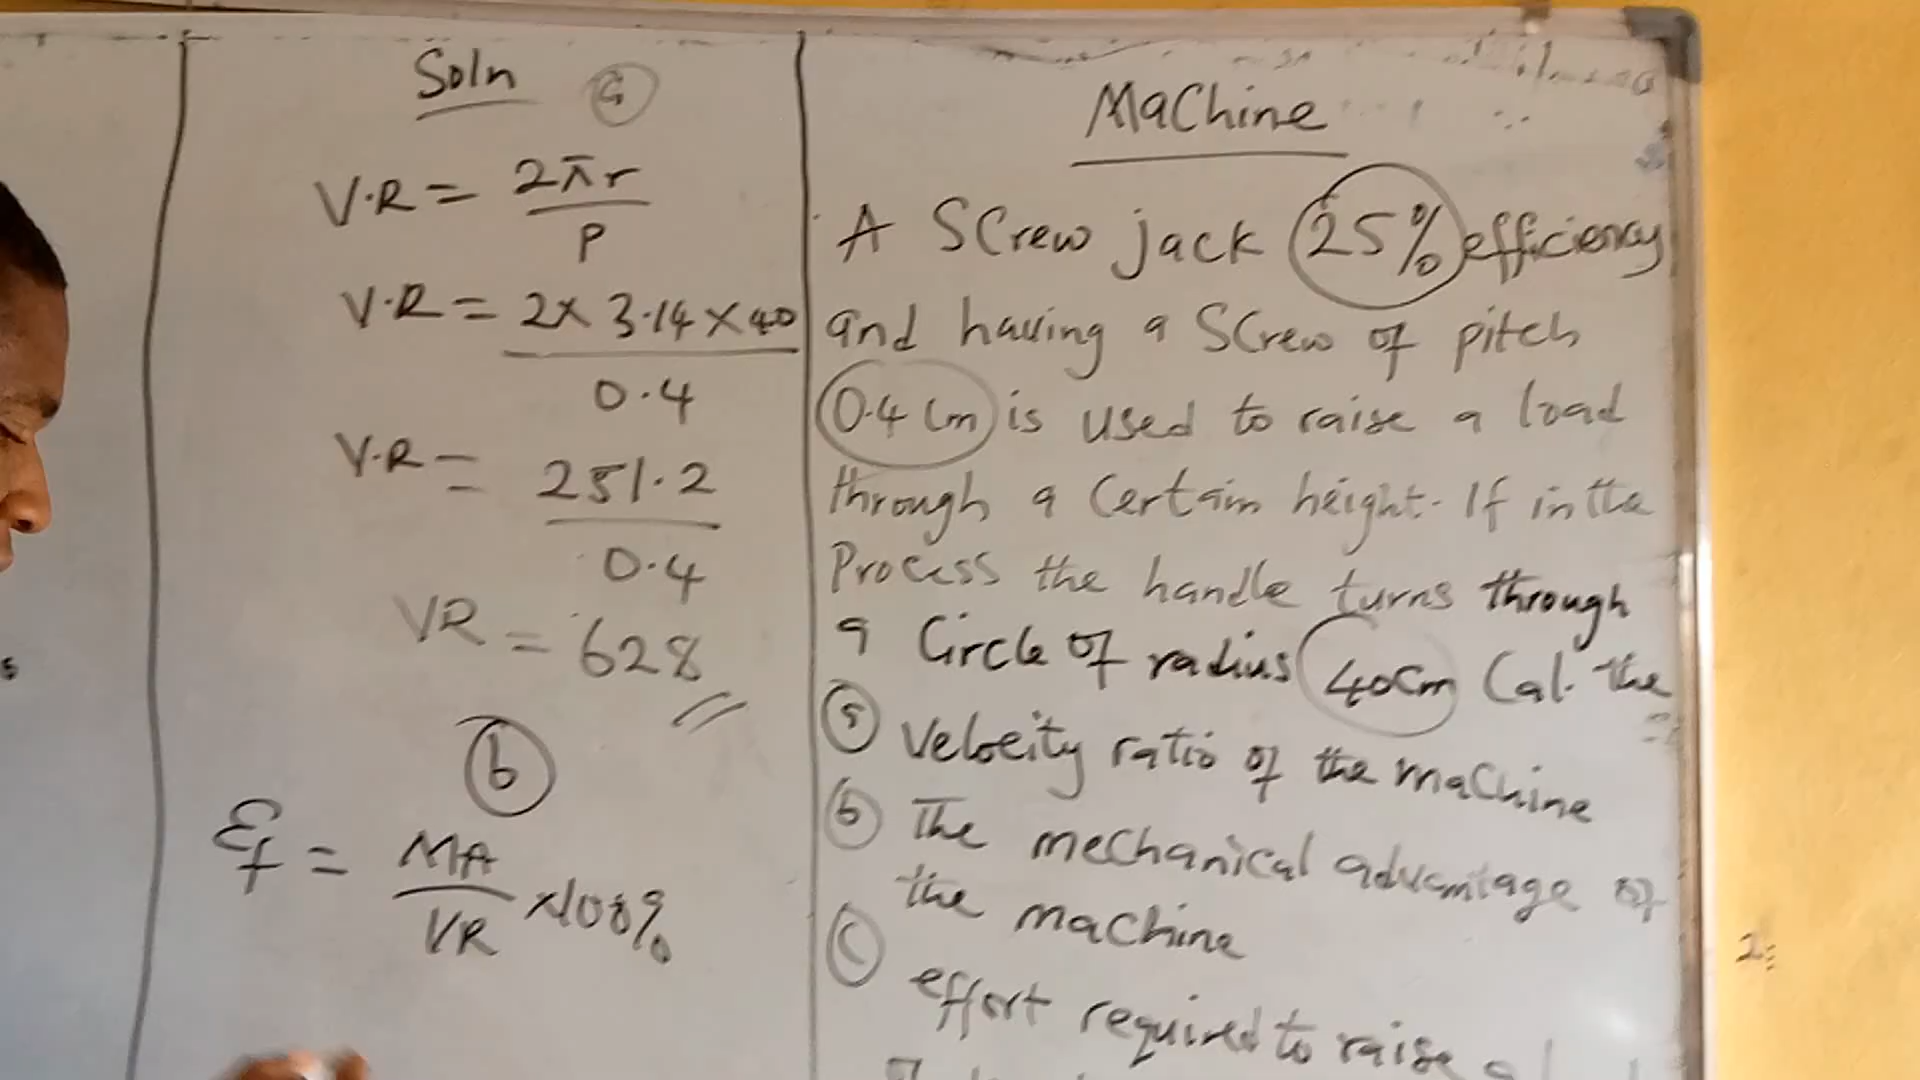 Soln
a
V.R = 2πr
P
V.R = 2 x 3.14 x 40
0.4
V.R = 251.2
0.4
VR = 628
b
Ef = MA
VR x100%
Machine
A Screw jack 25% efficiency
and having a Screw of pitch
0.4 cm is used to raise a load
through a Certain height. If in the
Process the handle turns through
a Circle of radius 40cm Cal. the
a Velocity ratio of the machine
b The mechanical advantage of
the machine
c effort required to raise a
2